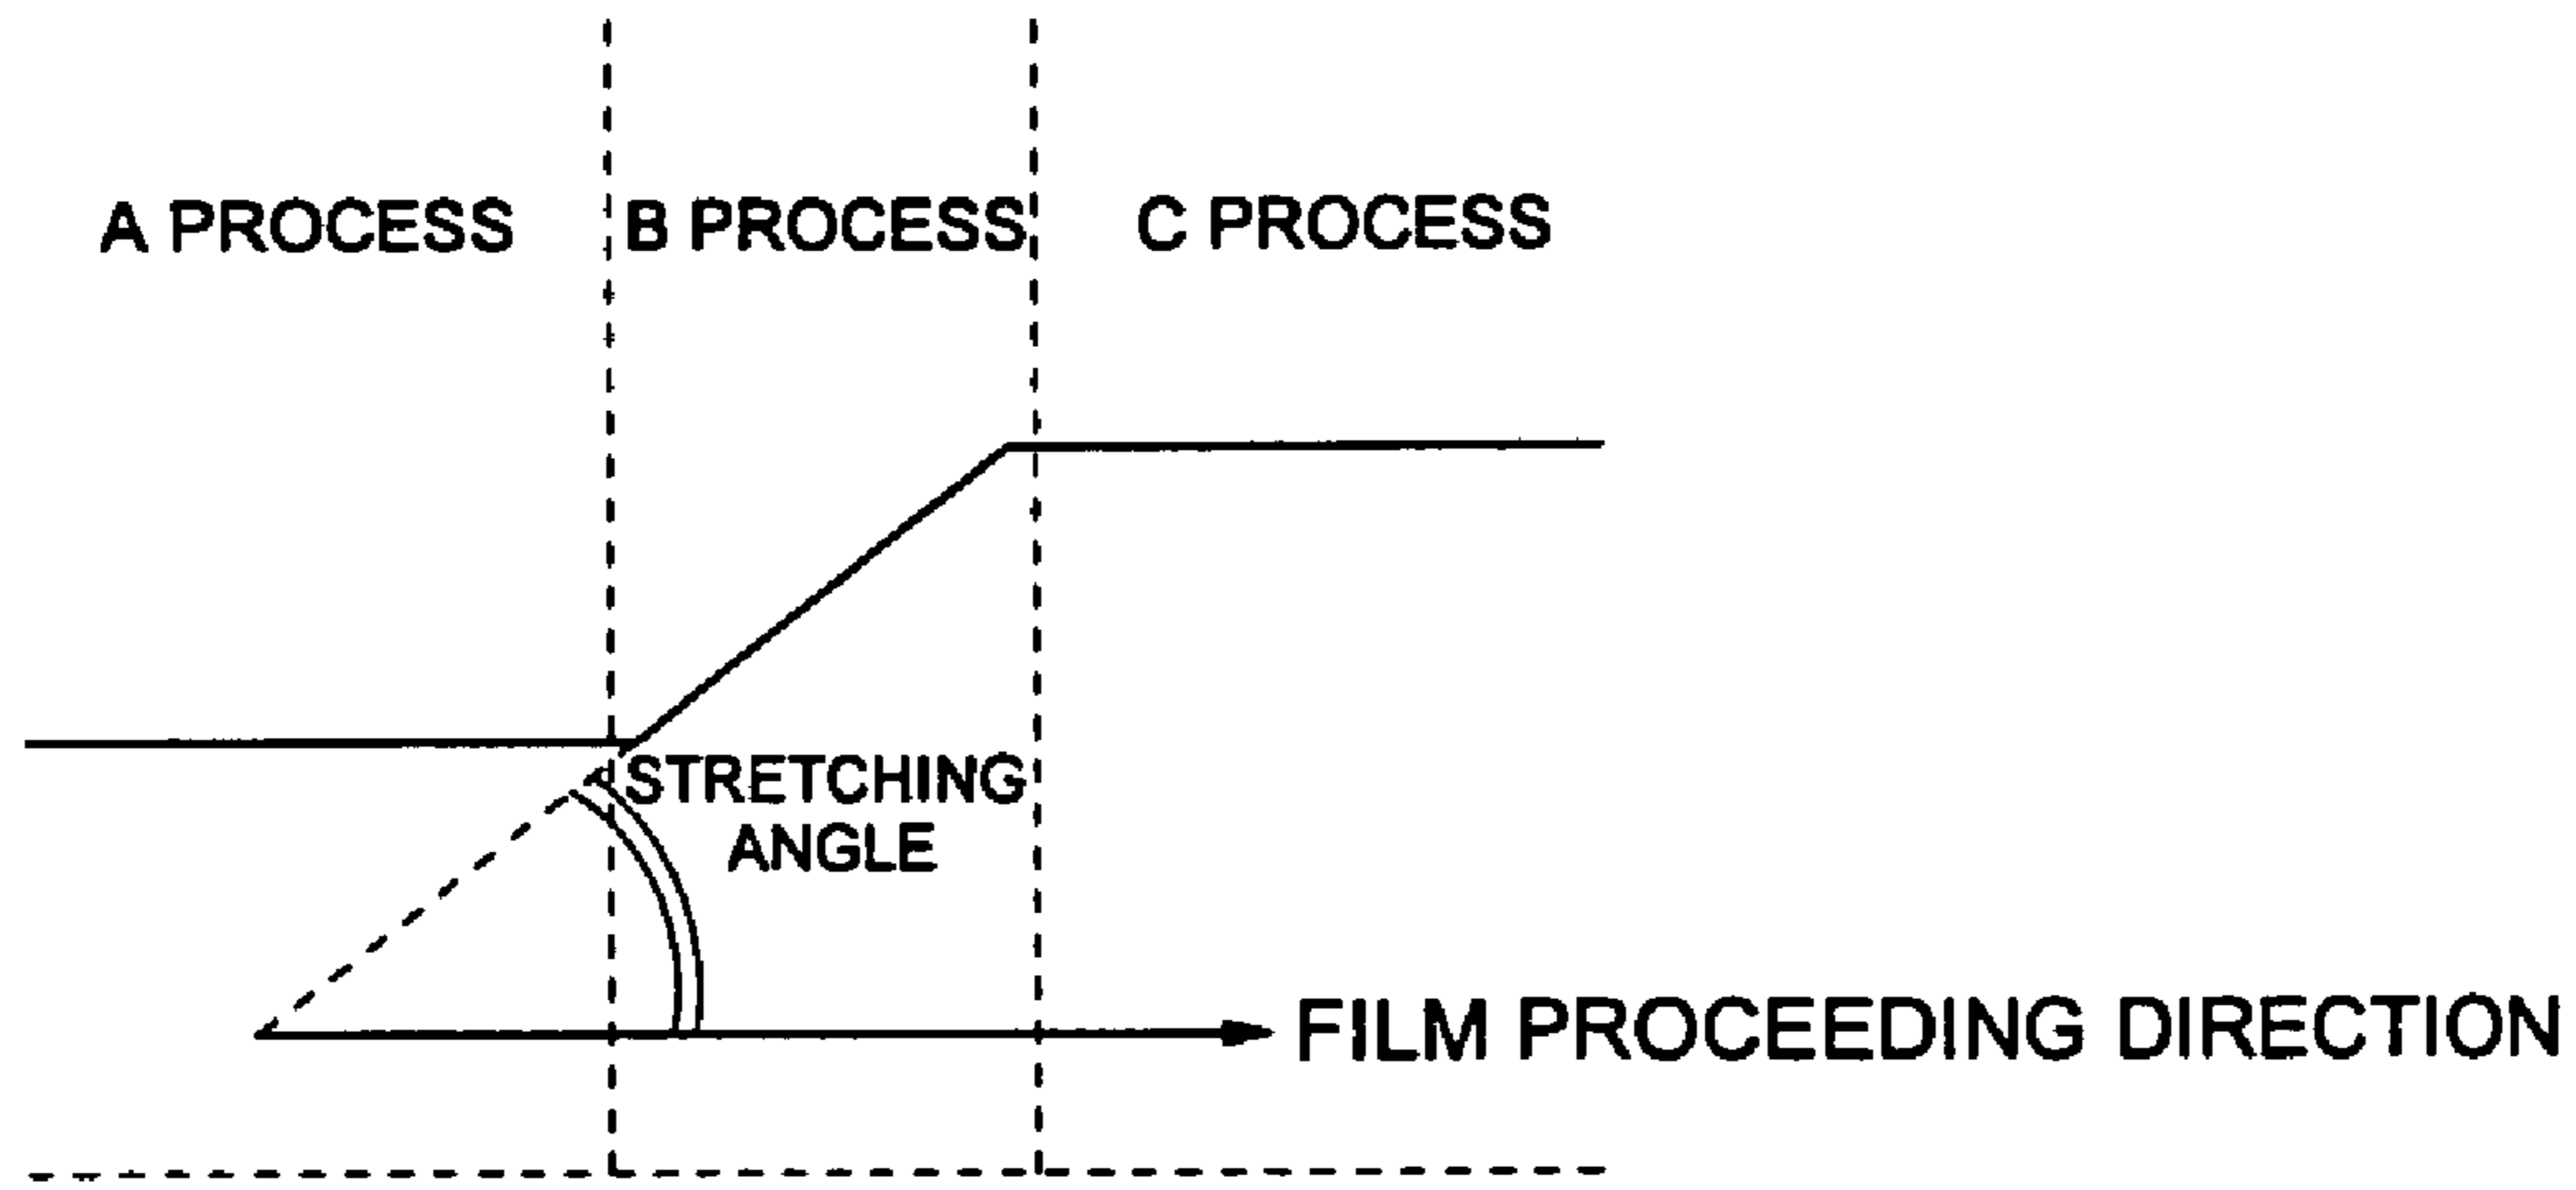 A PROCESS
B PROCESS
C PROCESS
STRETCHING
ANGLE
FILM PROCEEDING DIRECTION